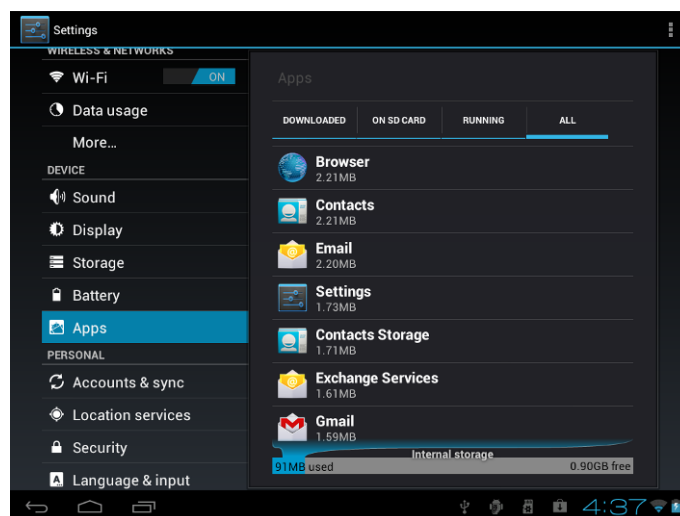 Settings
WIRELESS & NETWORKS
Wi-Fi ON
Data usage
More...
DEVICE
Sound
Display
Storage
Battery
Apps
PERSONAL
Accounts & sync
Location services
Security
A Language & input
Apps
DOWNLOADED ON SD CARD RUNNING ALL
Browser
2.21MB
Contacts
2.21MB
Email
2.20MB
Settings
1.73MB
Contacts Storage
1.71MB
Exchange Services
1.61MB
Gmail
1.59MB
Internal storage
91MB used 0.90GB free
4:37